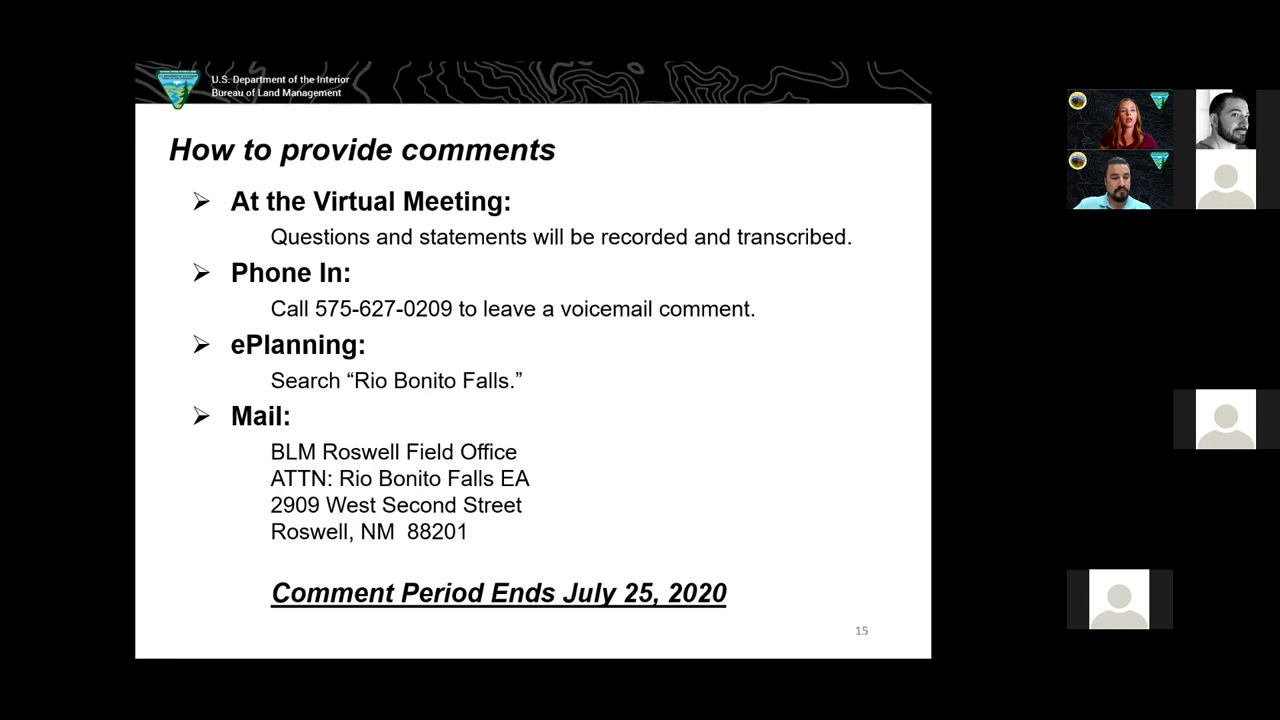 U.S. Department of the Interior
Bureau of Land Management
How to provide comments
➢ At the Virtual Meeting:
Questions and statements will be recorded and transcribed.
➢ Phone In:
Call 575-627-0209 to leave a voicemail comment.
➢ ePlanning:
Search “Rio Bonito Falls.”
➢ Mail:
BLM Roswell Field Office
ATTN: Rio Bonito Falls EA
2909 West Second Street
Roswell, NM  88201
Comment Period Ends July 25, 2020
15